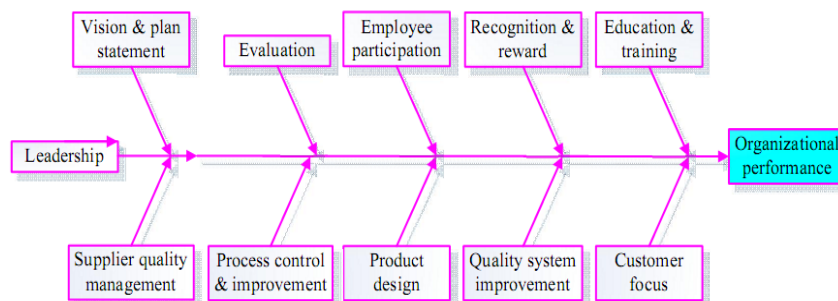 Vision & plan
statement
Evaluation
Employee
participation
Recognition &
reward
Education &
training
Leadership
Organizational
performance
Supplier quality
management
Process control
& improvement
Product
design
Quality system
improvement
Customer
focus